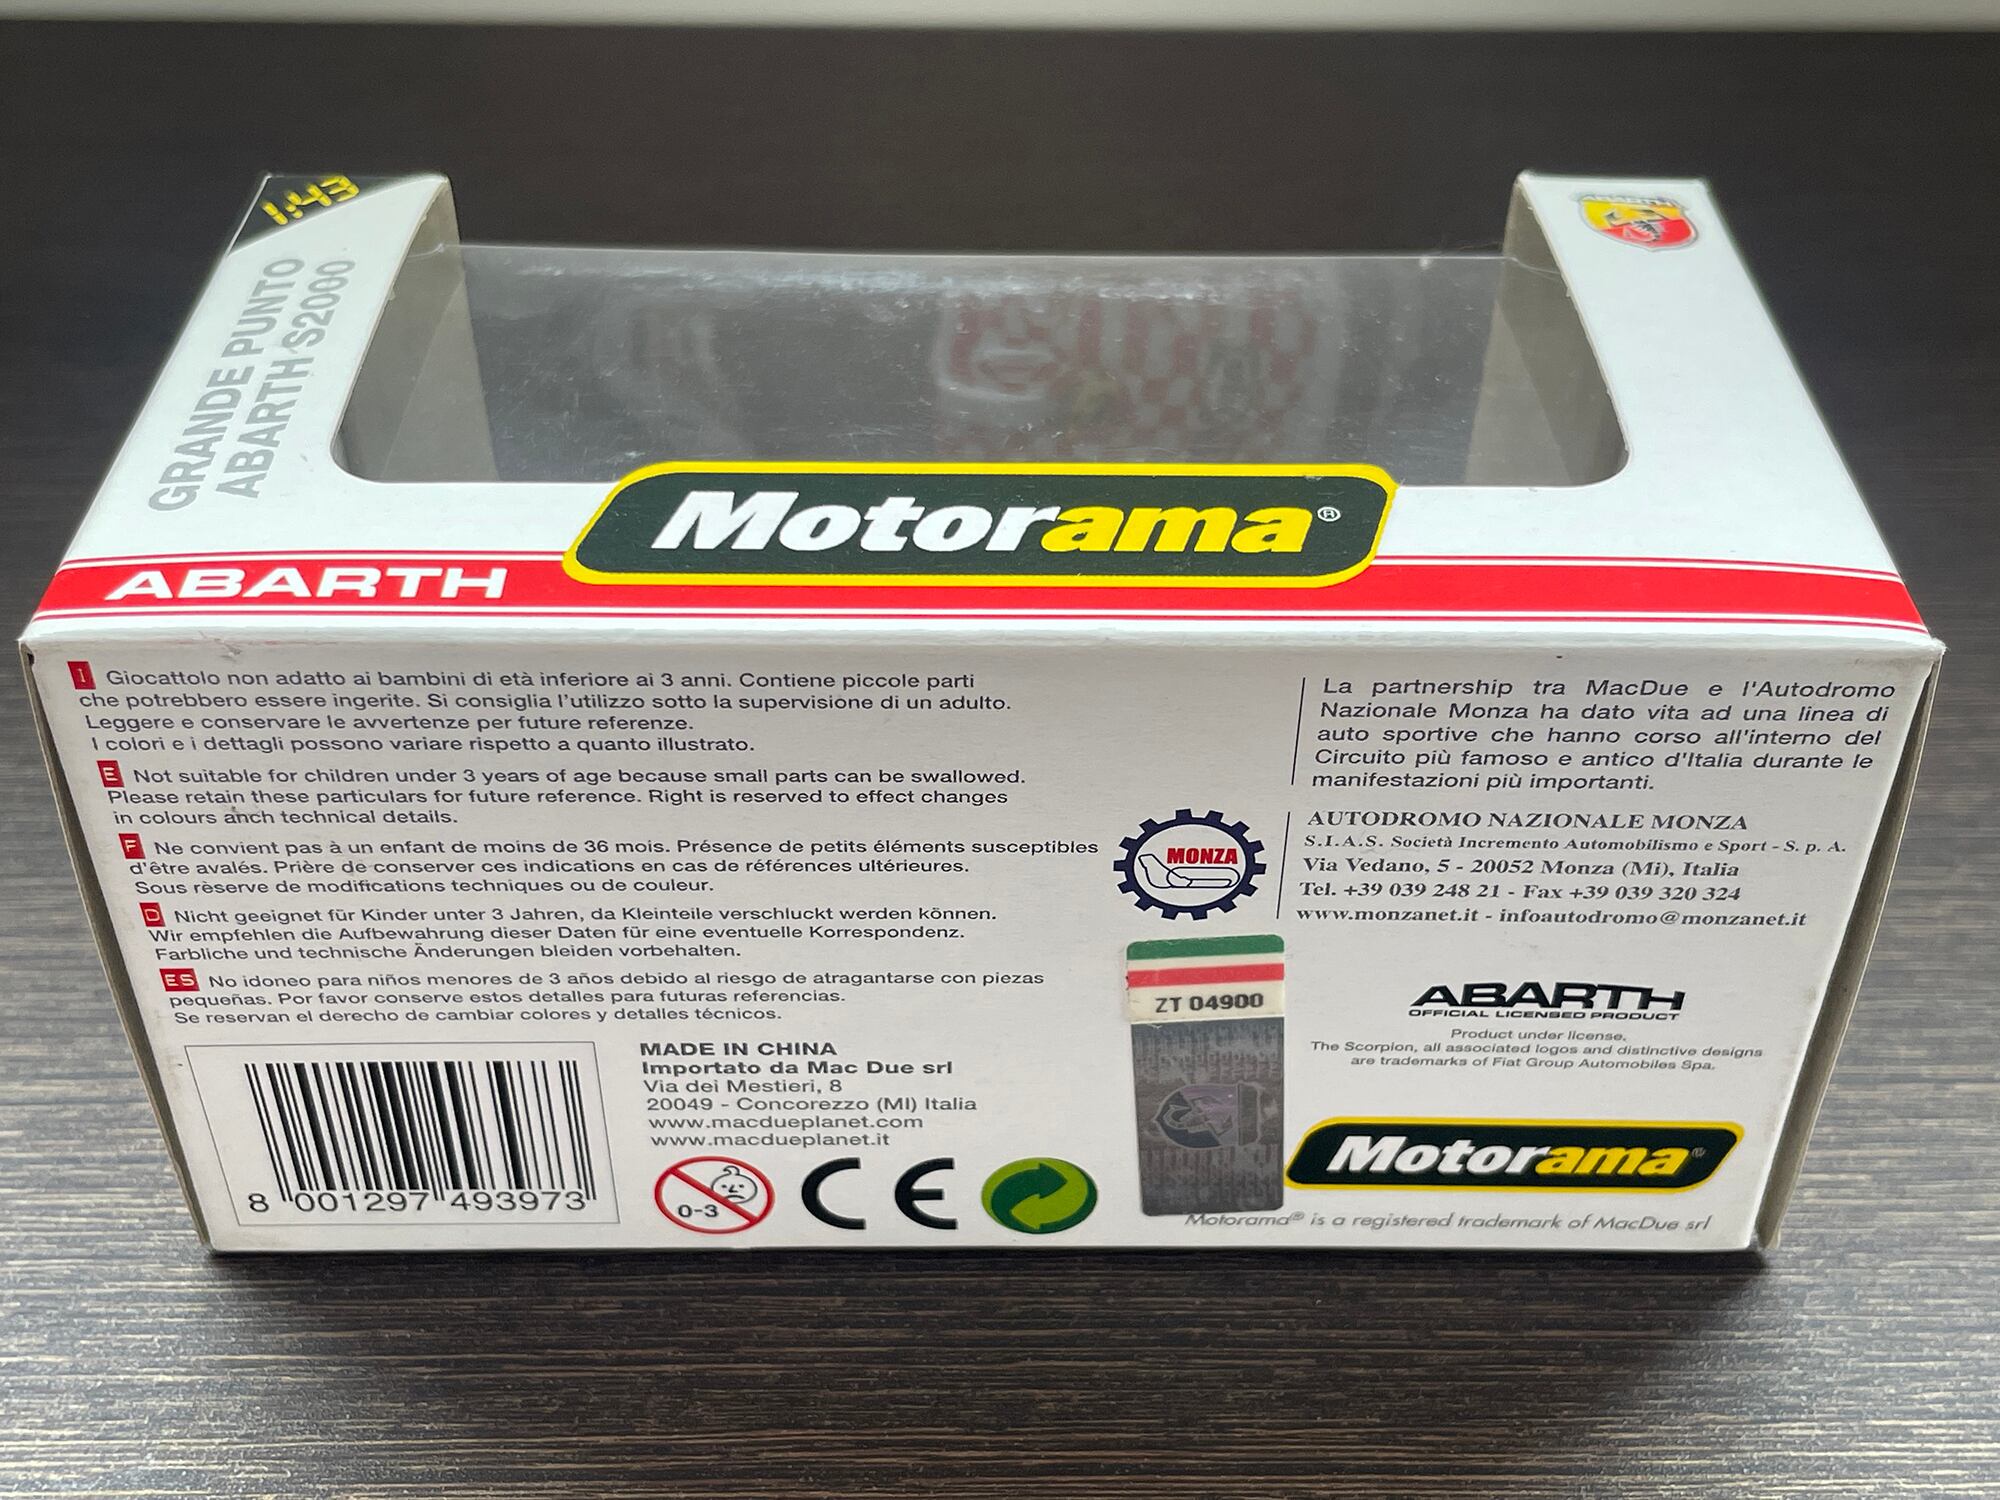 1:43
GRANDE PUNTO
ABARTH S2000
ABARTH
Motorama®
ABARTH
I Giocattolo non adatto ai bambini di età inferiore ai 3 anni. Contiene piccole parti
che potrebbero essere ingerite. Si consiglia l'utilizzo sotto la supervisione di un adulto.
Leggere e conservare le avvertenze per future referenze.
I colori e i dettagli possono variare rispetto a quanto illustrato.
E Not suitable for children under 3 years of age because small parts can be swallowed.
Please retain these particulars for future reference. Right is reserved to effect changes
in colours anch technical details.
F Ne convient pas à un enfant de moins de 36 mois. Présence de petits éléments susceptibles
d'être avalés. Prière de conserver ces indications en cas de références ultérieures.
Sous rèserve de modifications techniques ou de couleur.
D Nicht geeignet für Kinder unter 3 Jahren, da Kleinteile verschluckt werden können.
Wir empfehlen die Aufbewahrung dieser Daten für eine eventuelle Korrespondenz.
Farbliche und technische Änderungen bleiden vorbehalten.
ES No idoneo para niños menores de 3 años debido al riesgo de atragantarse con piezas
pequeñas. Por favor conserve estos detalles para futuras referencias.
Se reservan el derecho de cambiar colores y detalles técnicos.
8 001297 493973
MADE IN CHINA
Importato da Mac Due srl
Via dei Mestieri, 8
20049 - Concorezzo (MI) Italia
www.macdueplanet.com
www.macdueplanet.it
0-3
CE
La partnership tra MacDue e l'Autodromo
Nazionale Monza ha dato vita ad una linea di
auto sportive che hanno corso all'interno del
Circuito più famoso e antico d'Italia durante le
manifestazioni più importanti.
MONZA
AUTODROMO NAZIONALE MONZA
S.I.A.S. Società Incremento Automobilismo e Sport - S. p. A.
Via Vedano, 5 - 20052 Monza (Mi), Italia
Tel. +39 039 248 21 - Fax +39 039 320 324
www.monzanet.it - infoautodromo@monzanet.it
ZT 04900
ABARTH
OFFICIAL LICENSED PRODUCT
Product under license.
The Scorpion, all associated logos and distinctive designs
are trademarks of Fiat Group Automobiles Spa.
Motorama®
Motorama® is a registered trademark of MacDue srl